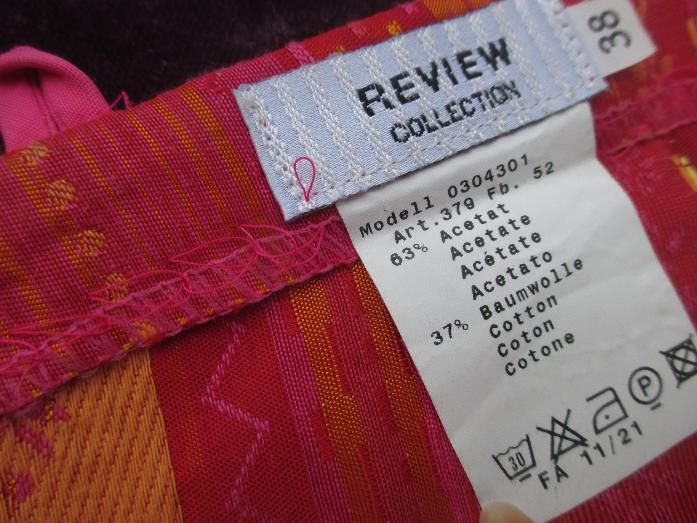 REVIEW
COLLECTION
38
Modell 0304301
Art.379 Fb. 52
63% Acetat
Acetate
Acétate
Acetato
37% Baumwolle
Cotton
Coton
Cotone
30
P
FA 11/21